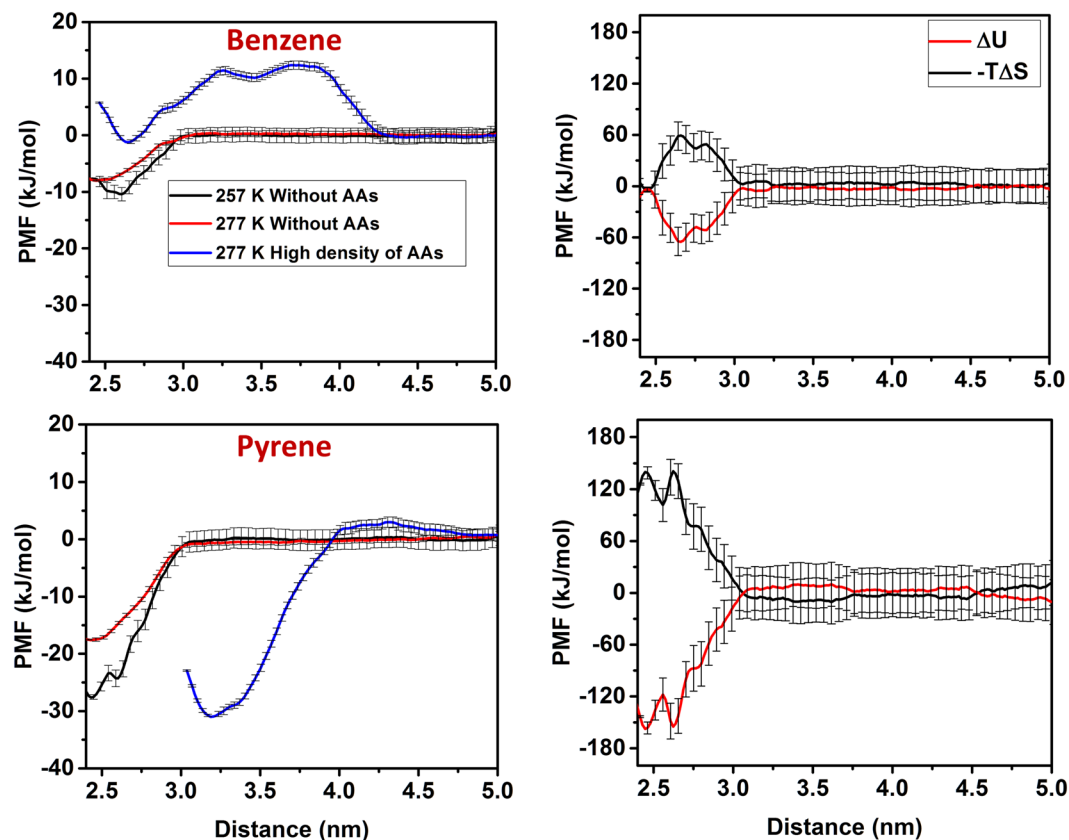 Benzene
PMF (kJ/mol)
20
10
0
-10
-20
-30
-40
257 K Without AAs
277 K Without AAs
277 K High density of AAs
2.5 3.0 3.5 4.0 4.5 5.0
PMF (kJ/mol)
180
120
60
0
-60
-120
-180
ΔU
-TΔS
2.5 3.0 3.5 4.0 4.5 5.0
Pyrene
PMF (kJ/mol)
20
10
0
-10
-20
-30
-40
2.5 3.0 3.5 4.0 4.5 5.0
Distance (nm)
PMF (kJ/mol)
180
120
60
0
-60
-120
-180
2.5 3.0 3.5 4.0 4.5 5.0
Distance (nm)